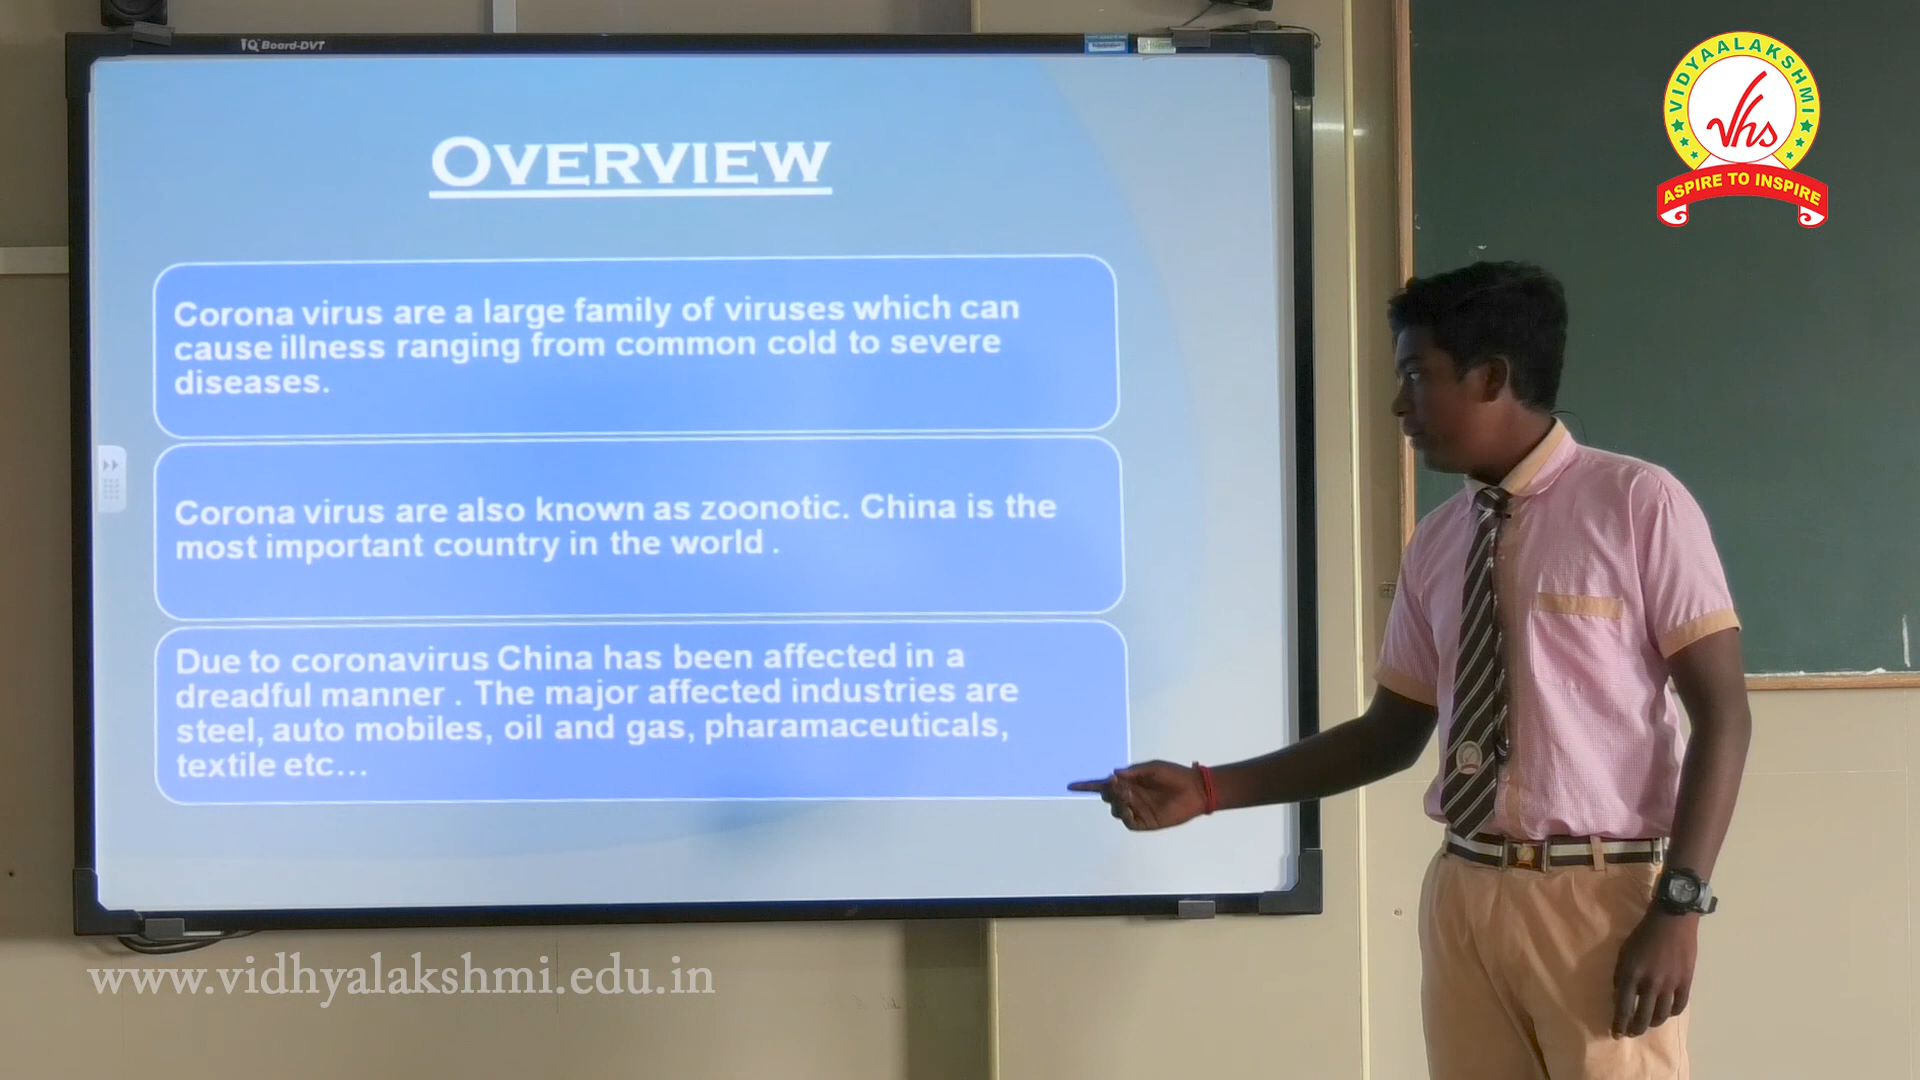 IQ Board-DVT
VIDYAALAKSHMI
vhs
ASPIRE TO INSPIRE
OVERVIEW
Corona virus are a large family of viruses which can
cause illness ranging from common cold to severe
diseases.
Corona virus are also known as zoonotic. China is the
most important country in the world .
Due to coronavirus China has been affected in a
dreadful manner . The major affected industries are
steel, auto mobiles, oil and gas, pharamaceuticals,
textile etc...
www.vidhyalakshmi.edu.in